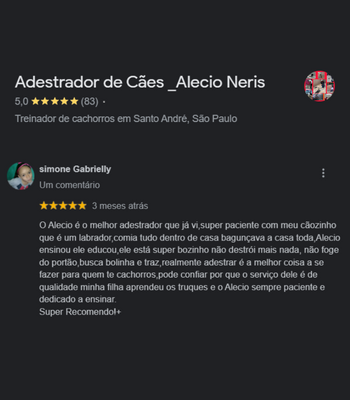 Adestrador de Cães _Alecio Neris
5,0 ★★★★★ (83) ·
Treinador de cachorros em Santo André, São Paulo
simone Gabrielly
Um comentário
★★★★★ 3 meses atrás
O Alecio é o melhor adestrador que já vi,super paciente com meu cãozinho
que é um labrador,comia tudo dentro de casa bagunçava a casa toda,Alecio
ensinou ele educou,ele está super bozinho não destrói mais nada, não foge
do portão,busca bolinha e traz,realmente adestrar é a melhor coisa a se
fazer para quem te cachorros,pode confiar por que o serviço dele é de
qualidade minha filha aprendeu os truques e o Alecio sempre paciente e
dedicado a ensinar.
Super Recomendo!+